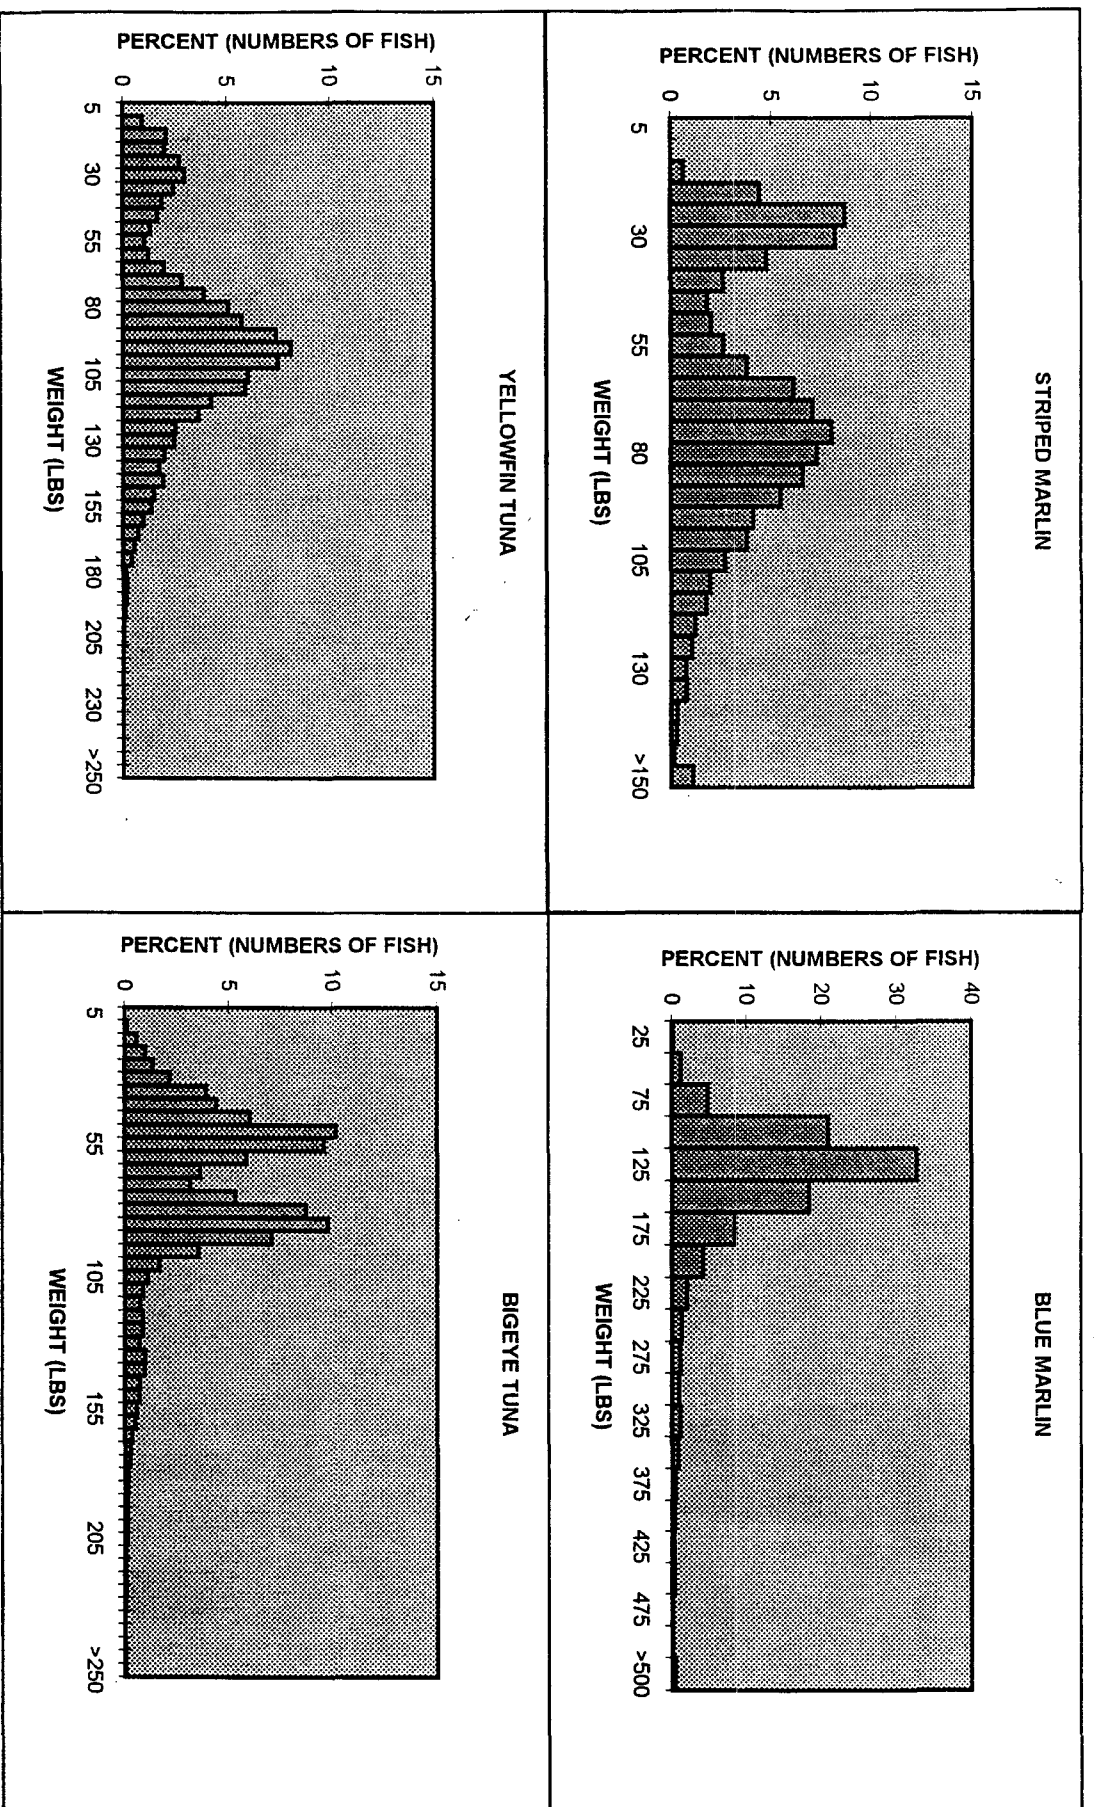 STRIPED MARLIN
PERCENT (NUMBERS OF FISH)
15
10
5
0
5 30 55 80 105 130 >150
WEIGHT (LBS)
BLUE MARLIN
PERCENT (NUMBERS OF FISH)
40
30
20
10
0
25 75 125 175 225 275 325 375 425 475 >500
WEIGHT (LBS)
YELLOWFIN TUNA
PERCENT (NUMBERS OF FISH)
15
10
5
0
5 30 55 80 105 130 155 180 205 230 >250
WEIGHT (LBS)
BIGEYE TUNA
PERCENT (NUMBERS OF FISH)
15
10
5
0
5 55 105 155 205 >250
WEIGHT (LBS)